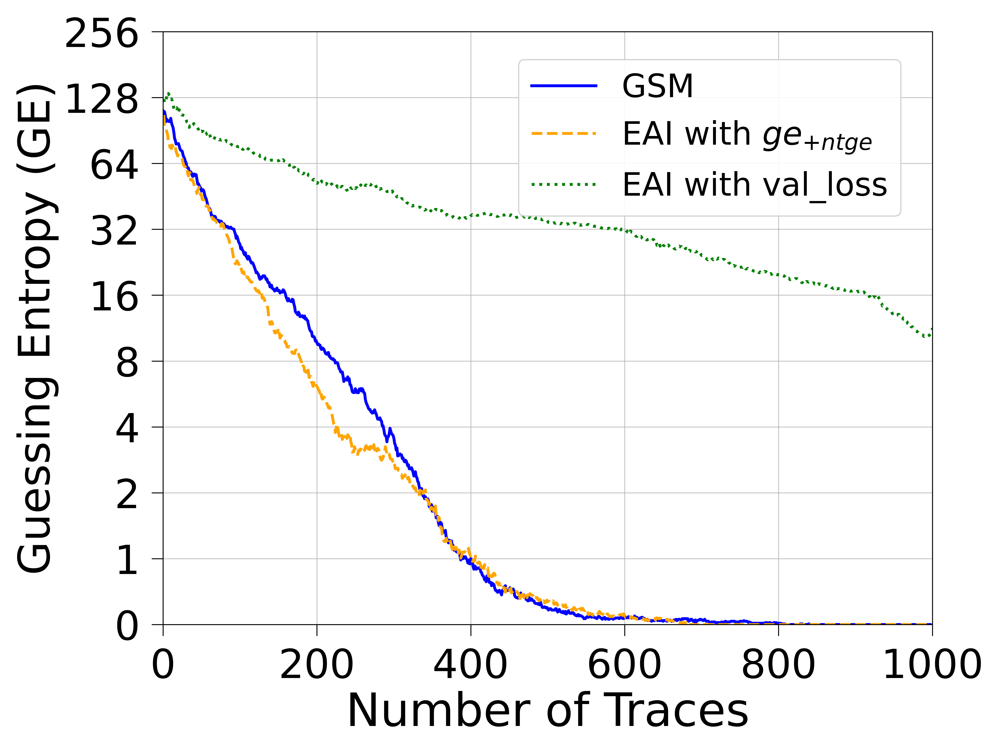 256
128
64
32
16
8
4
2
1
0
Guessing Entropy (GE)
GSM
EAI with ge+ntge
EAI with val_loss
0 200 400 600 800 1000
Number of Traces